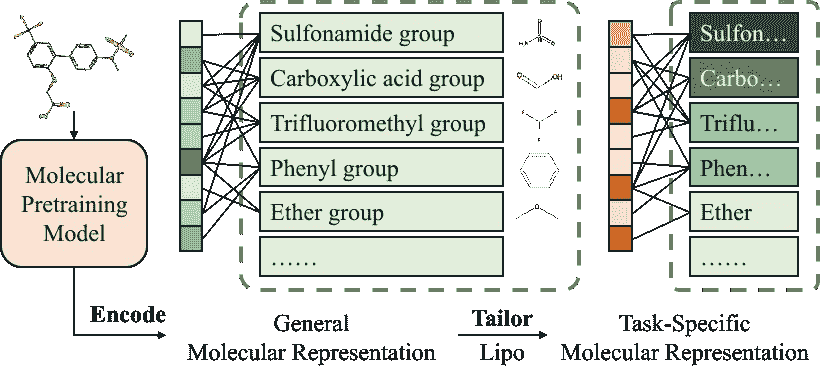 Molecular
Pretraining
Model
Encode
Sulfonamide group
Carboxylic acid group
Trifluoromethyl group
Phenyl group
Ether group
……
OH
General
Molecular Representation
Tailor
Lipo
Sulfon…
Carbo…
Triflu…
Phen…
Ether
……
Task-Specific
Molecular Representation